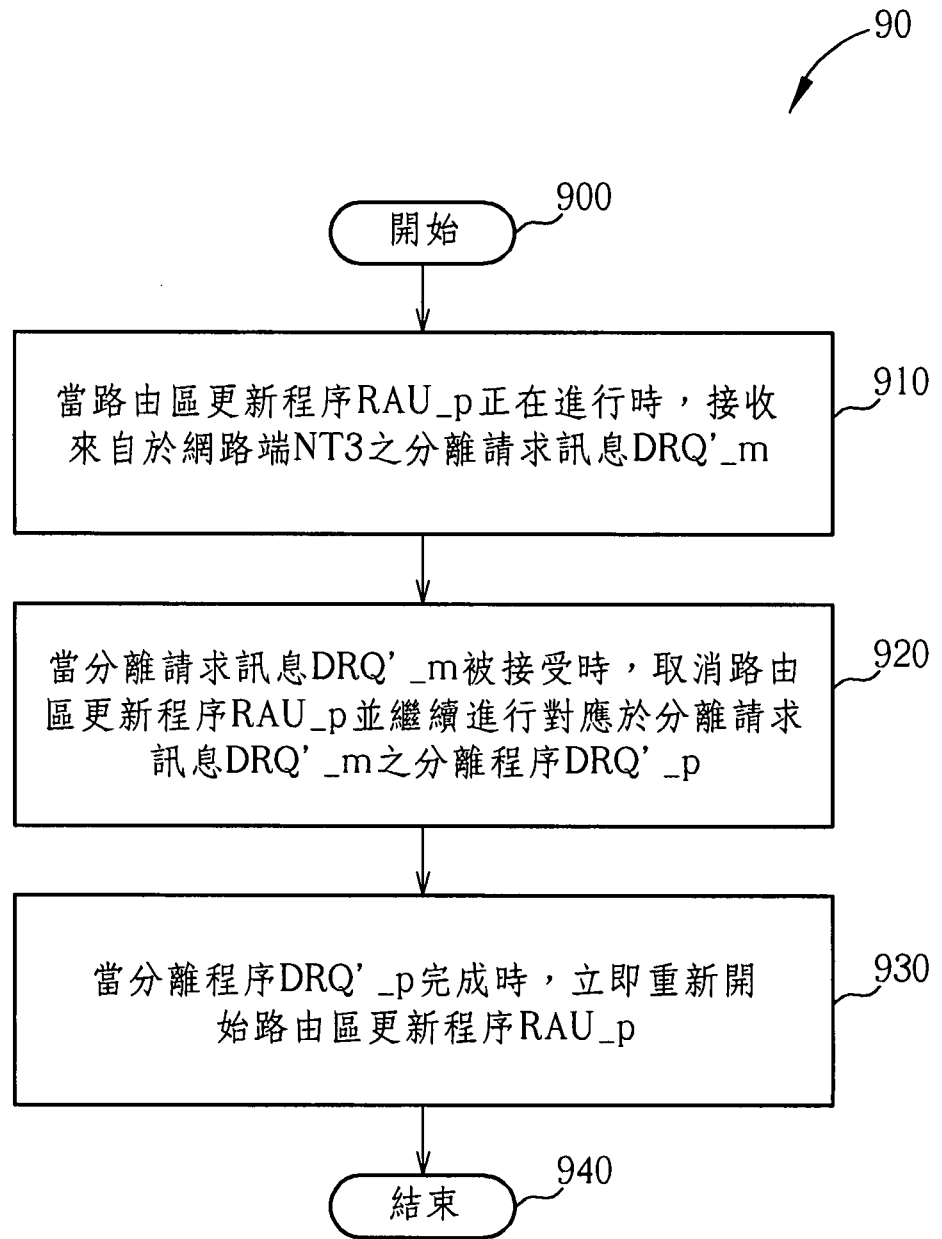 90
開始
900
當路由區更新程序RAU_p正在進行時，接收
來自於網路端NT3之分離請求訊息DRQ’_m
910
當分離請求訊息DRQ’_m被接受時，取消路由
區更新程序RAU_p並繼續進行對應於分離請求
訊息DRQ’_m之分離程序DRQ’_p
920
當分離程序DRQ’_p完成時，立即重新開
始路由區更新程序RAU_p
930
結束
940